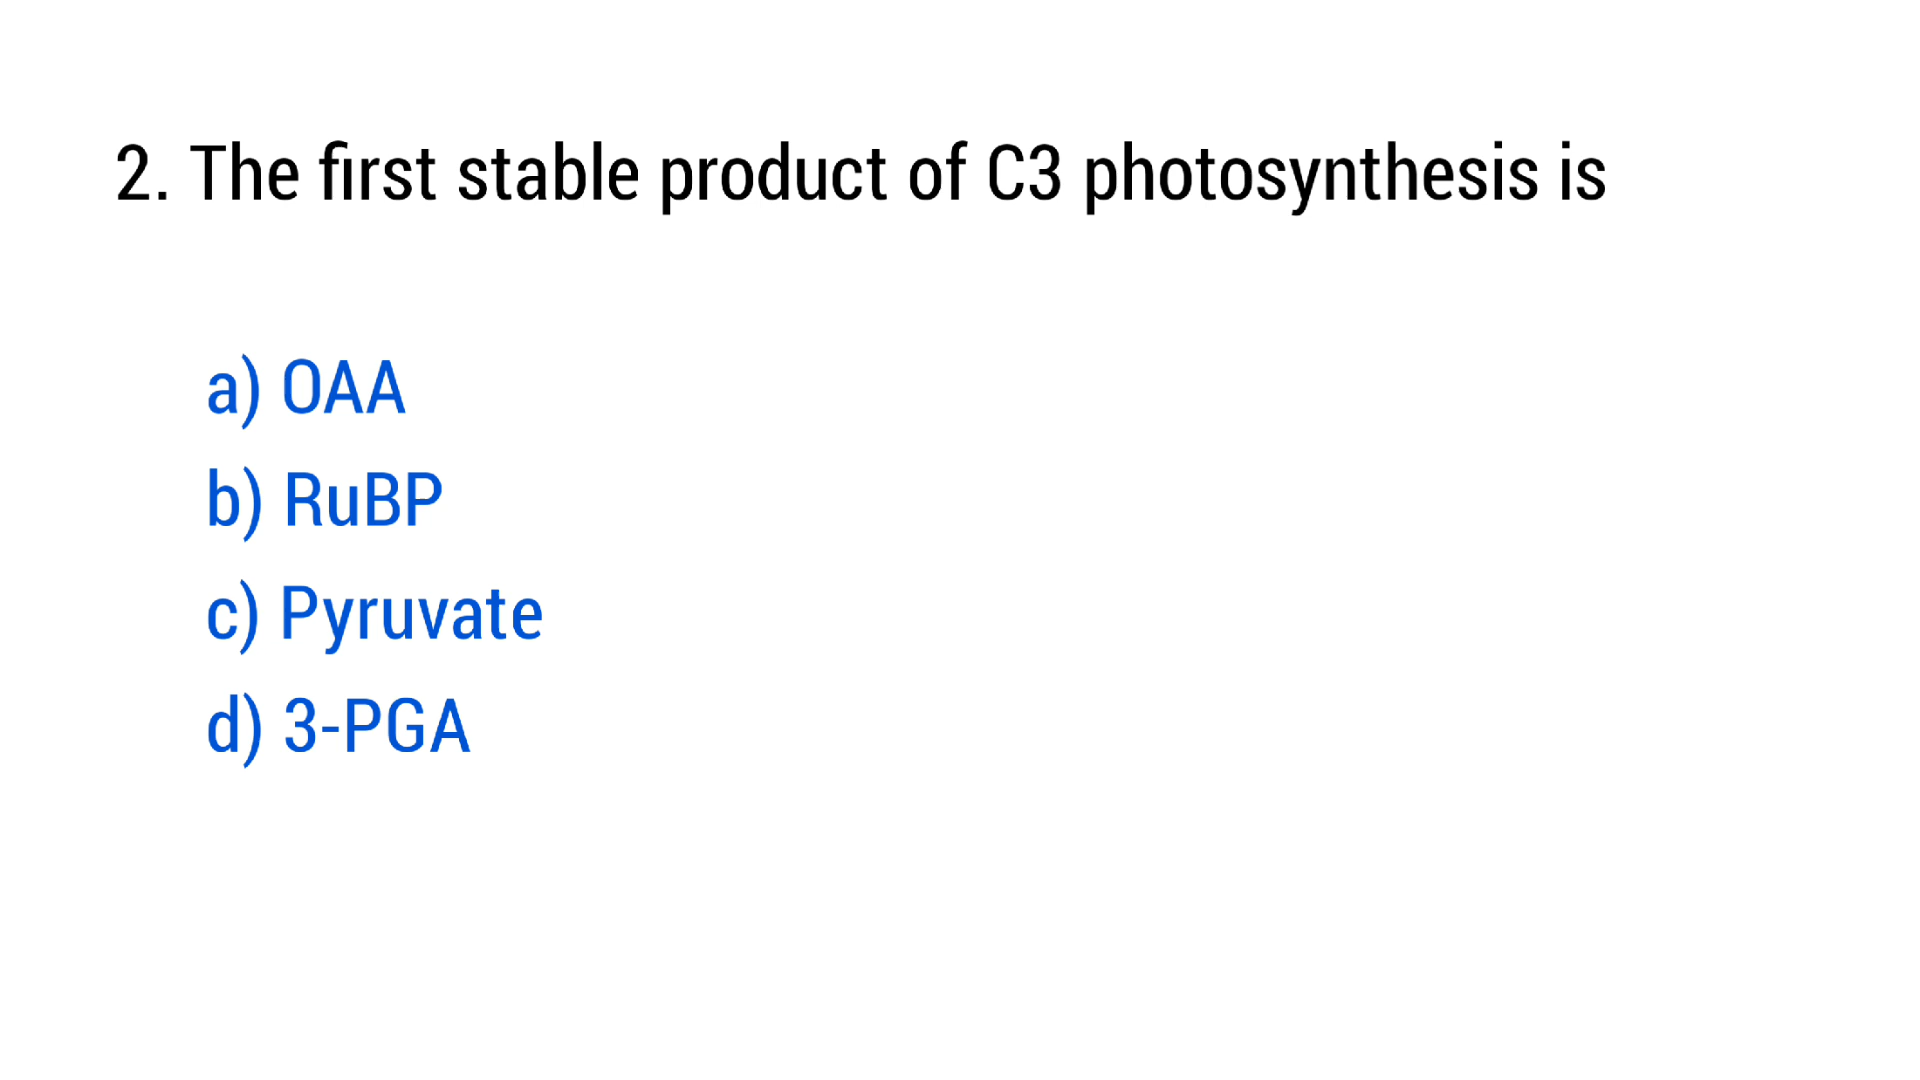 2. The first stable product of C3 photosynthesis is
a) OAA
b) RuBP
c) Pyruvate
d) 3-PGA